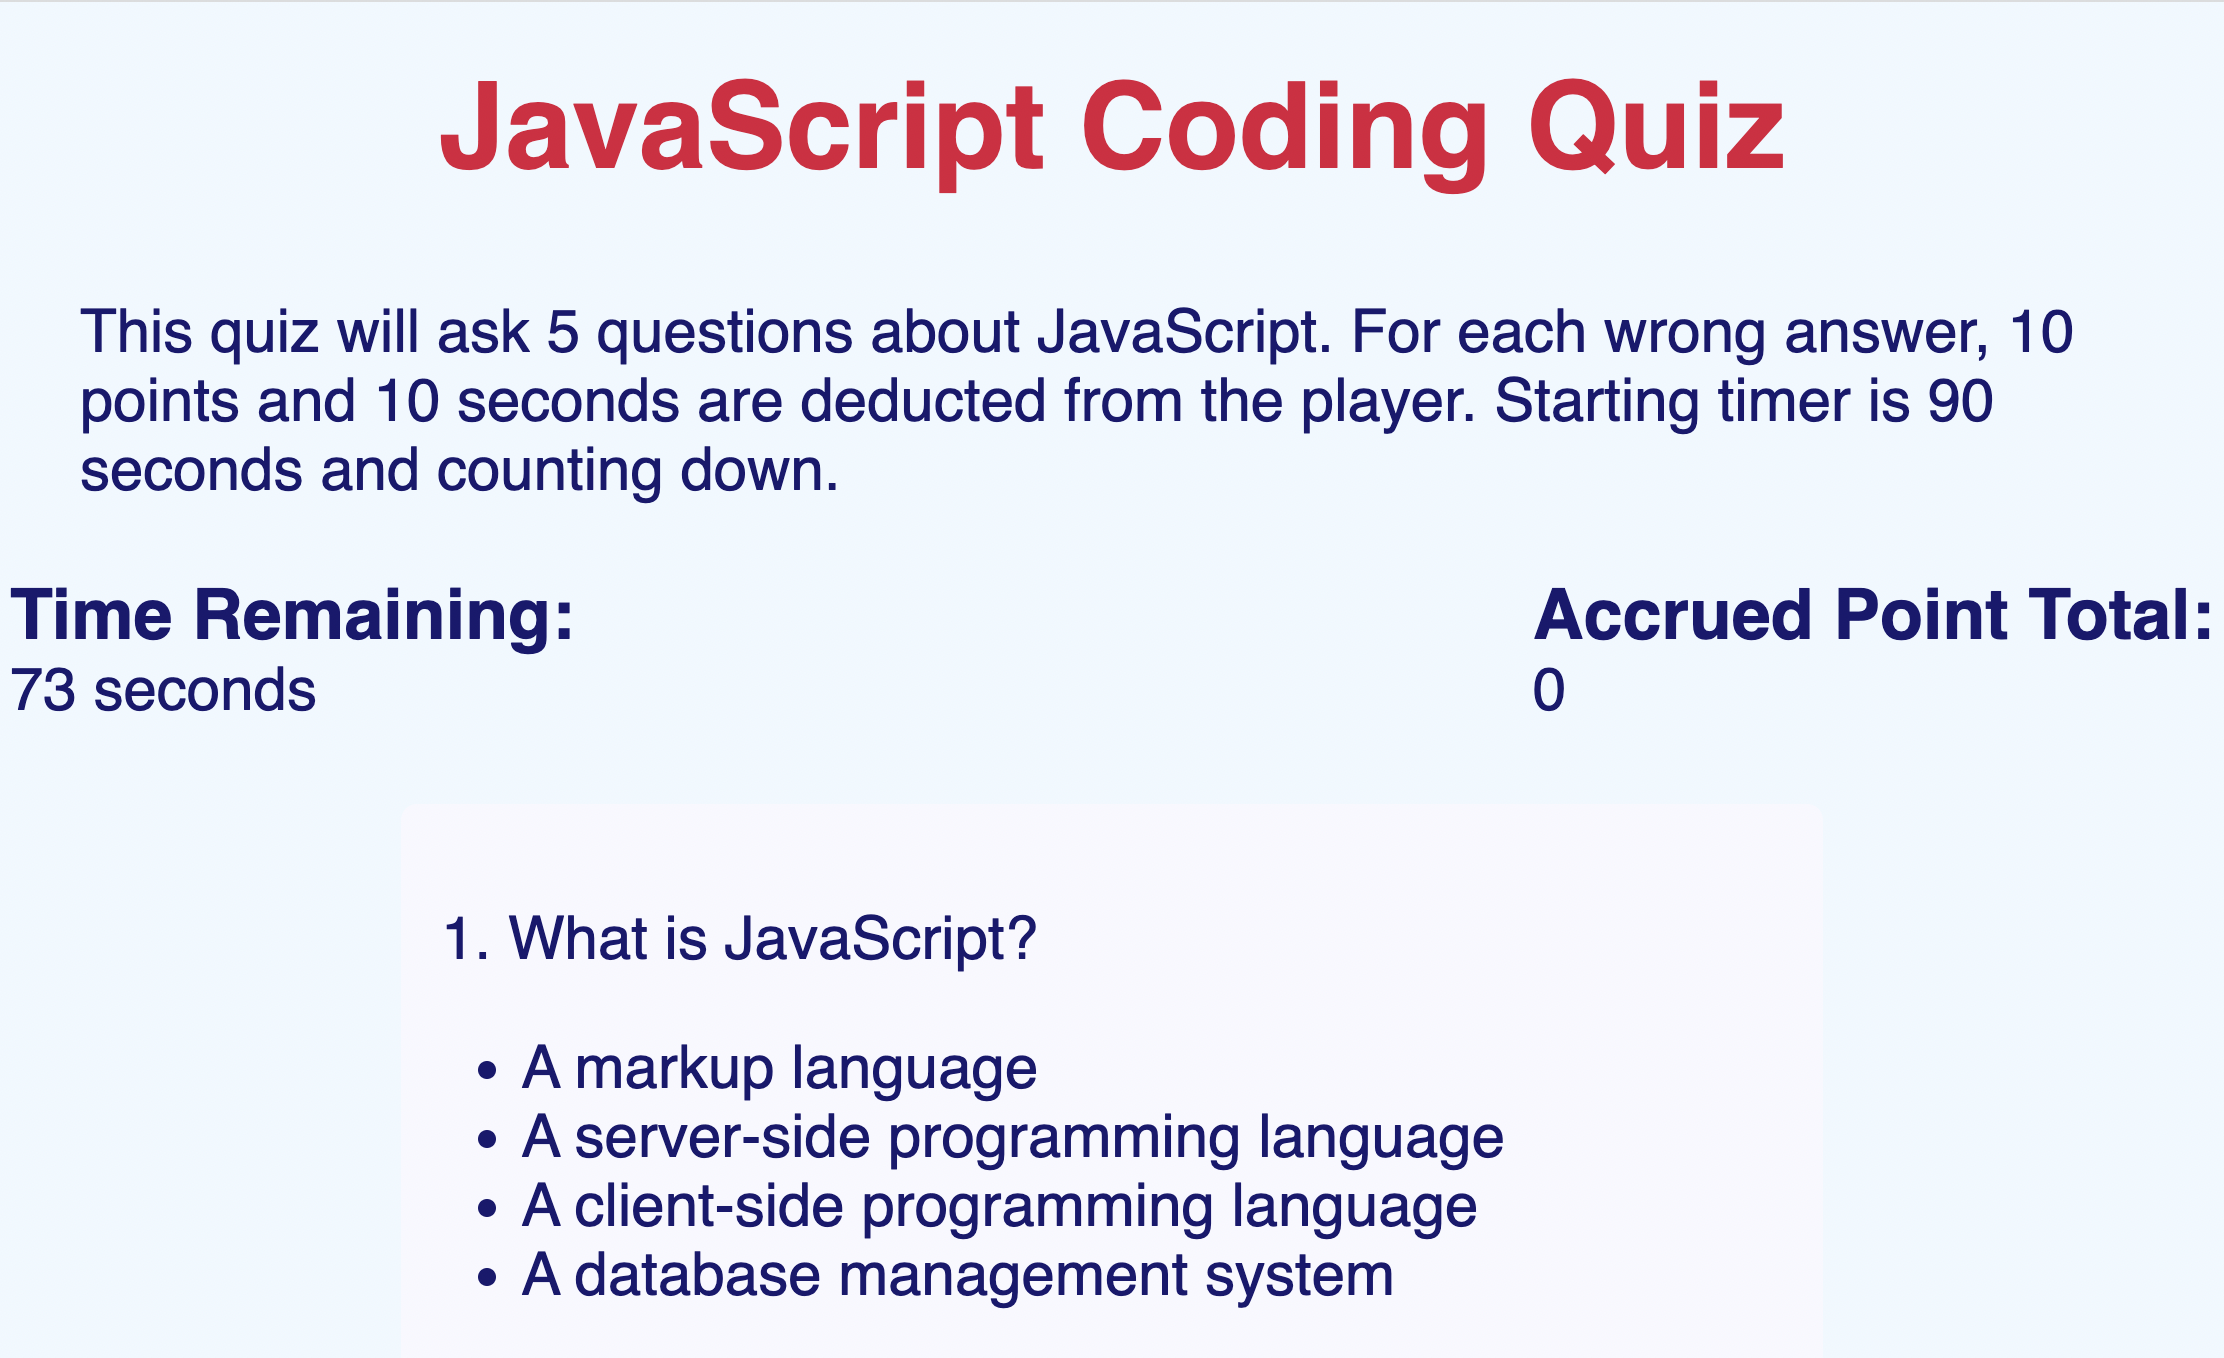 JavaScript Coding Quiz
This quiz will ask 5 questions about JavaScript. For each wrong answer, 10
points and 10 seconds are deducted from the player. Starting timer is 90
seconds and counting down.
Time Remaining:
73 seconds
Accrued Point Total:
0
1. What is JavaScript?
• A markup language
• A server-side programming language
• A client-side programming language
• A database management system